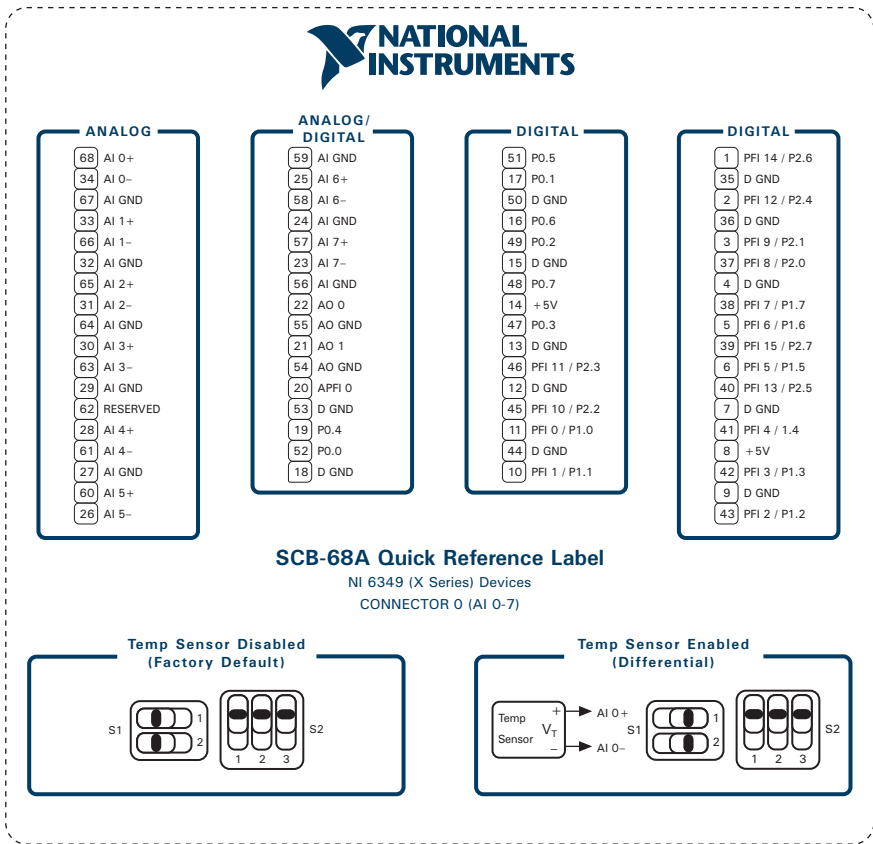 NATIONAL
INSTRUMENTS
ANALOG
68 AI 0+
34 AI 0–
67 AI GND
33 AI 1+
66 AI 1–
32 AI GND
65 AI 2+
31 AI 2–
64 AI GND
30 AI 3+
63 AI 3–
29 AI GND
62 RESERVED
28 AI 4+
61 AI 4–
27 AI GND
60 AI 5+
26 AI 5–
ANALOG/
DIGITAL
59 AI GND
25 AI 6+
58 AI 6–
24 AI GND
57 AI 7+
23 AI 7–
56 AI GND
22 AO 0
55 AO GND
21 AO 1
54 AO GND
20 APFI 0
53 D GND
19 P0.4
52 P0.0
18 D GND
DIGITAL
51 P0.5
17 P0.1
50 D GND
16 P0.6
49 P0.2
15 D GND
48 P0.7
14 +5V
47 P0.3
13 D GND
46 PFI 11 / P2.3
12 D GND
45 PFI 10 / P2.2
11 PFI 0 / P1.0
44 D GND
10 PFI 1 / P1.1
DIGITAL
1 PFI 14 / P2.6
35 D GND
2 PFI 12 / P2.4
36 D GND
3 PFI 9 / P2.1
37 PFI 8 / P2.0
4 D GND
38 PFI 7 / P1.7
5 PFI 6 / P1.6
39 PFI 15 / P2.7
6 PFI 5 / P1.5
40 PFI 13 / P2.5
7 D GND
41 PFI 4 / 1.4
8 +5V
42 PFI 3 / P1.3
9 D GND
43 PFI 2 / P1.2
SCB-68A Quick Reference Label
NI 6349 (X Series) Devices
CONNECTOR 0 (AI 0-7)
Temp Sensor Disabled
(Factory Default)
S1
1
2
1 2 3
S2
Temp Sensor Enabled
(Differential)
Temp
Sensor
VT
+
–
AI 0+
AI 0–
S1
1
2
1 2 3
S2